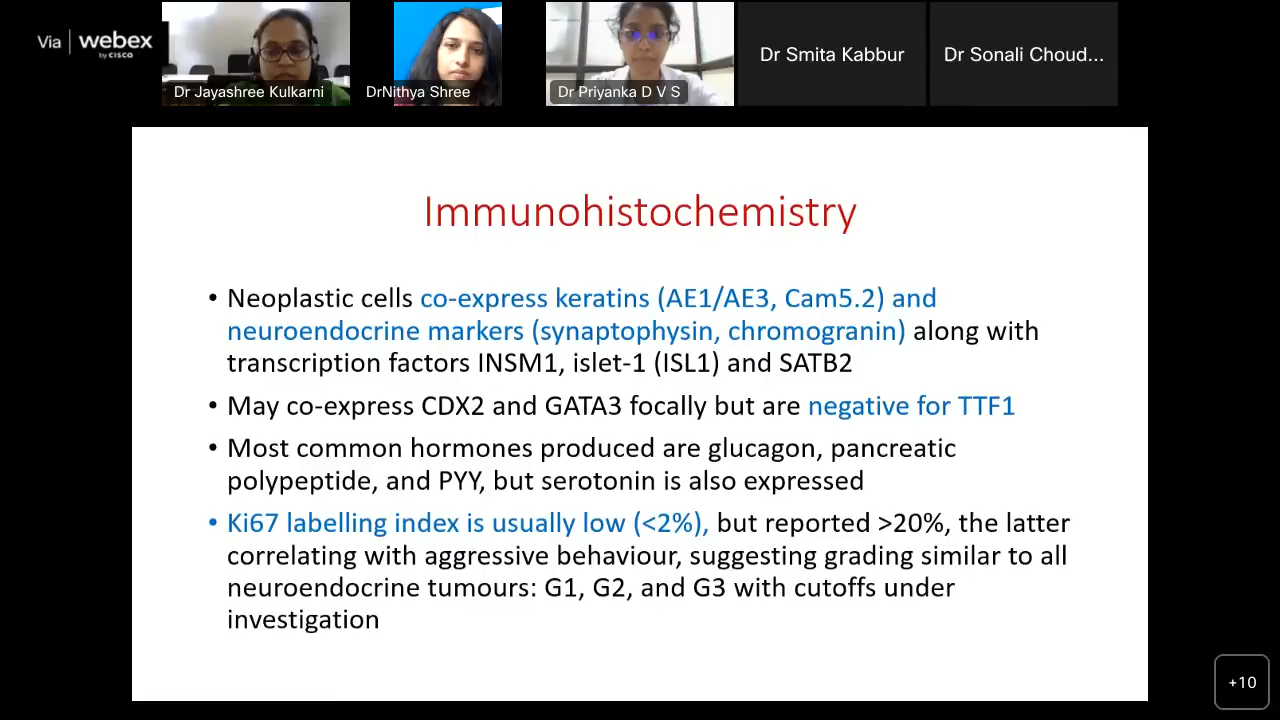 Via webex
by CISCO
Dr Jayashree Kulkarni
DrNithya Shree
Dr Priyanka D V S
Dr Smita Kabbur
Dr Sonali Choud...
Immunohistochemistry
• Neoplastic cells co-express keratins (AE1/AE3, Cam5.2) and
neuroendocrine markers (synaptophysin, chromogranin) along with
transcription factors INSM1, islet-1 (ISL1) and SATB2
• May co-express CDX2 and GATA3 focally but are negative for TTF1
• Most common hormones produced are glucagon, pancreatic
polypeptide, and PYY, but serotonin is also expressed
• Ki67 labelling index is usually low (<2%), but reported >20%, the latter
correlating with aggressive behaviour, suggesting grading similar to all
neuroendocrine tumours: G1, G2, and G3 with cutoffs under
investigation
+10